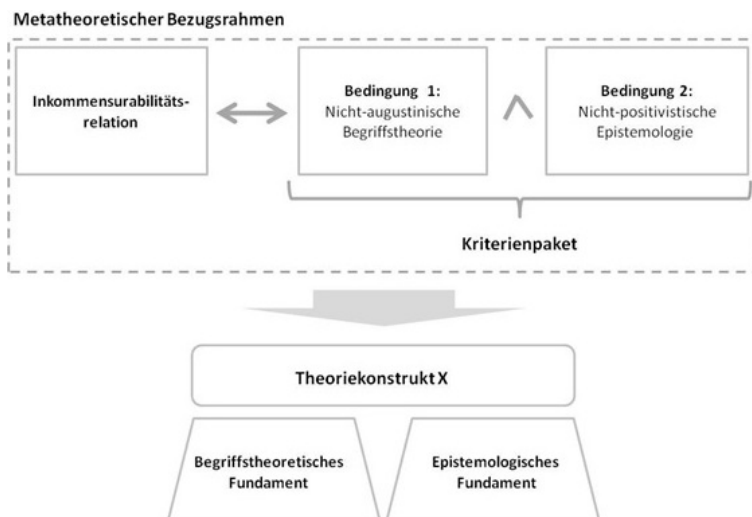 Metatheoretischer Bezugsrahmen
Inkommensurabilitäts-
relation
Bedingung 1:
Nicht-augustinische
Begriffstheorie
Bedingung 2:
Nicht-positivistische
Epistemologie
Kriterienpaket
Theoriekonstrukt X
Begriffstheoretisches
Fundament
Epistemologisches
Fundament